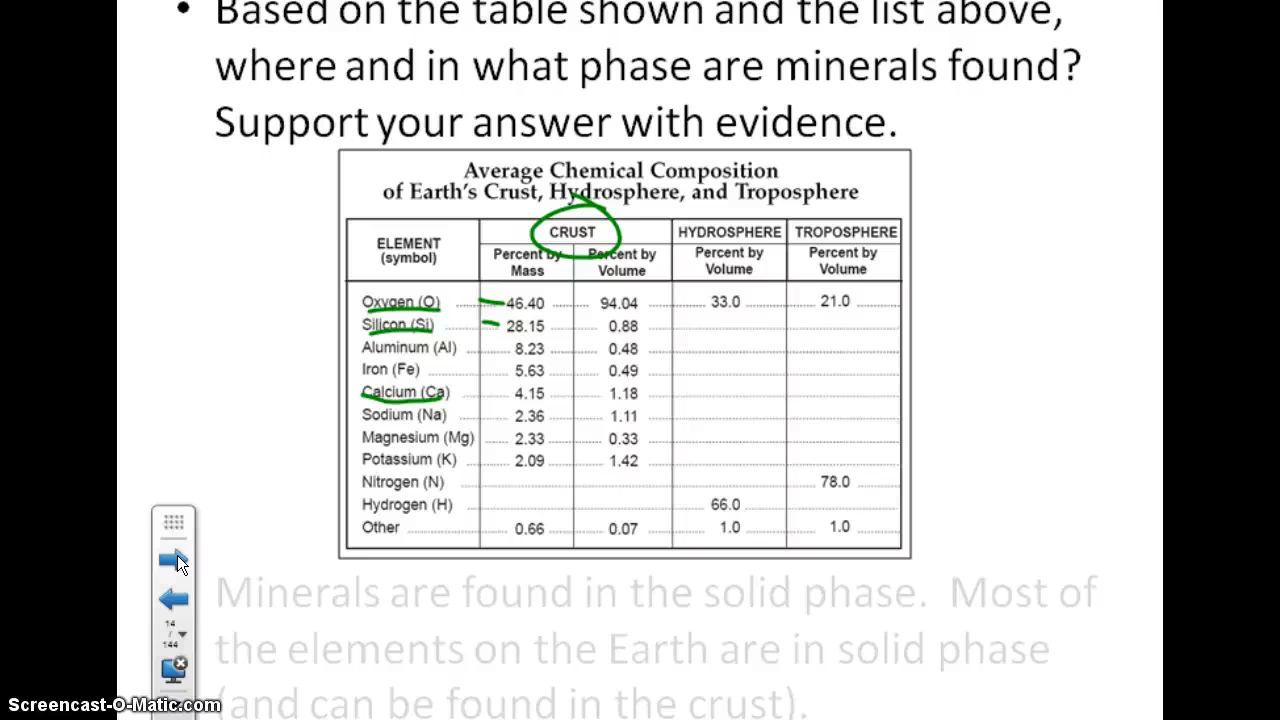 • Based on the table shown and the list above,
where and in what phase are minerals found?
Support your answer with evidence.
Average Chemical Composition
of Earth's Crust, Hydrosphere, and Troposphere
ELEMENT
(symbol)
CRUST
HYDROSPHERE
TROPOSPHERE
Percent by
Mass
Percent by
Volume
Percent by
Volume
Percent by
Volume
Oxygen (O) 46.40 94.04 33.0 21.0
Silicon (Si) 28.15 0.88
Aluminum (Al) 8.23 0.48
Iron (Fe) 5.63 0.49
Calcium (Ca) 4.15 1.18
Sodium (Na) 2.36 1.11
Magnesium (Mg) 2.33 0.33
Potassium (K) 2.09 1.42
Nitrogen (N) 78.0
Hydrogen (H) 66.0
Other 0.66 0.07 1.0 1.0
Minerals are found in the solid phase. Most of
the elements on the Earth are in solid phase
(and can be found in the crust).
14
/
144
Screencast-O-Matic.com